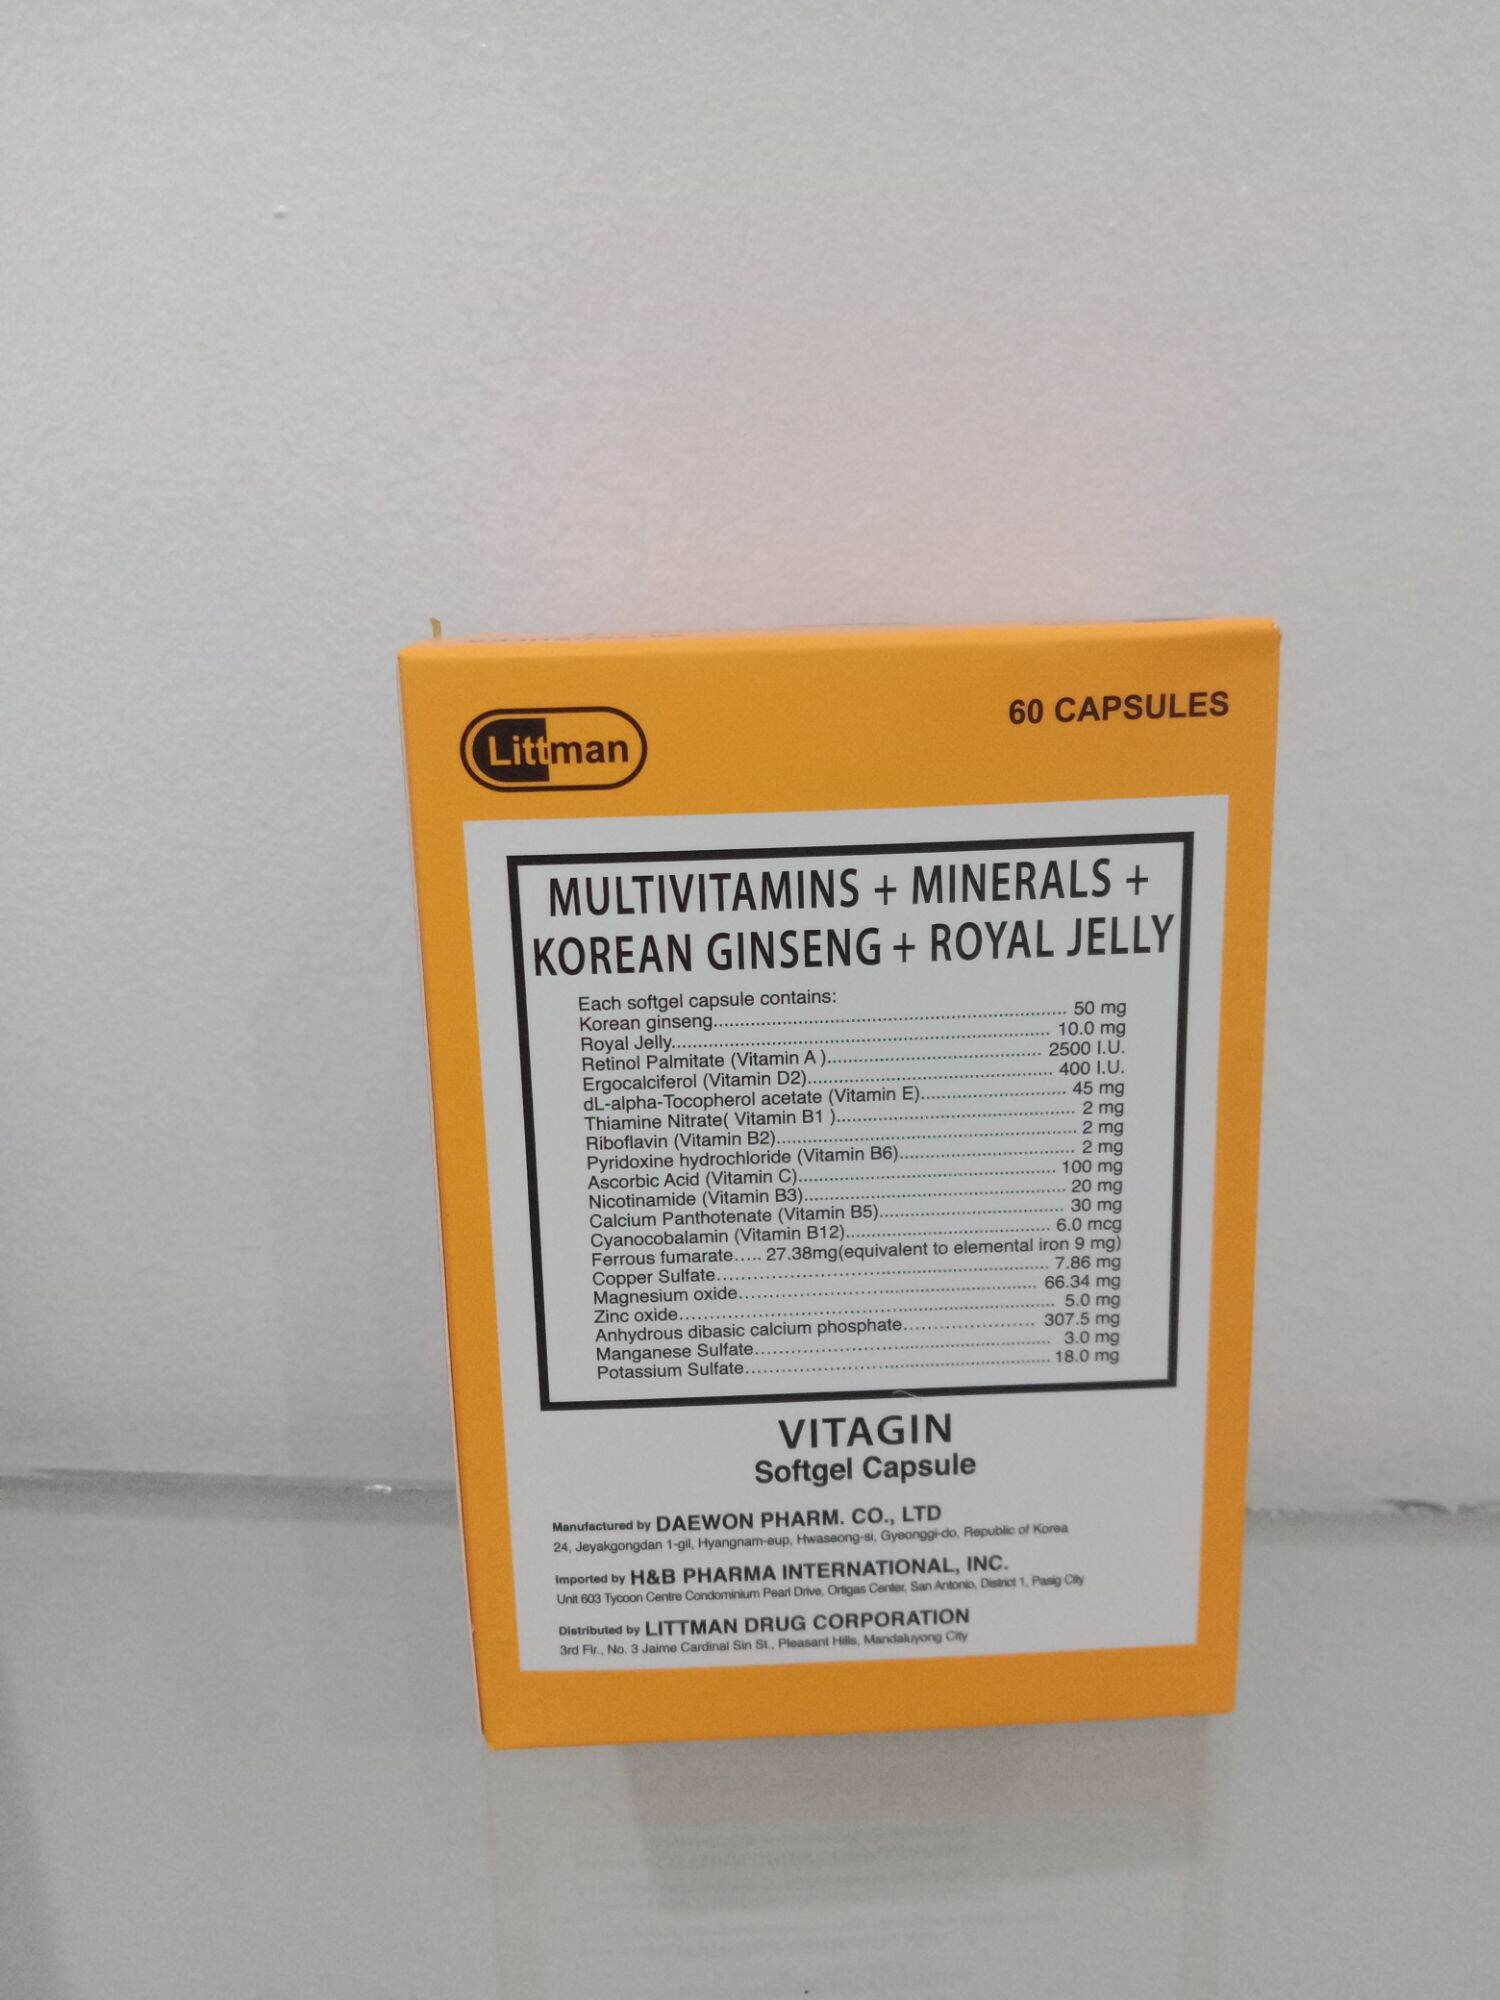 Littman
60 CAPSULES
MULTIVITAMINS + MINERALS +
KOREAN GINSENG + ROYAL JELLY
Each softgel capsule contains:
Korean ginseng.......................................................... 50 mg
Royal Jelly.............................................................. 10.0 mg
Retinol Palmitate (Vitamin A ).................................. 2500 I.U.
Ergocalciferol (Vitamin D2)....................................... 400 I.U.
dL-alpha-Tocopherol acetate (Vitamin E)....................... 45 mg
Thiamine Nitrate( Vitamin B1 )..................................... 2 mg
Riboflavin (Vitamin B2).............................................. 2 mg
Pyridoxine hydrochloride (Vitamin B6)........................... 2 mg
Ascorbic Acid (Vitamin C)......................................... 100 mg
Nicotinamide (Vitamin B3).......................................... 20 mg
Calcium Panthotenate (Vitamin B5).............................. 30 mg
Cyanocobalamin (Vitamin B12)................................. 6.0 mcg
Ferrous fumarate..... 27.38mg(equivalent to elemental iron 9 mg)
Copper Sulfate...................................................... 7.86 mg
Magnesium oxide................................................. 66.34 mg
Zinc oxide............................................................. 5.0 mg
Anhydrous dibasic calcium phosphate...................... 307.5 mg
Manganese Sulfate.................................................. 3.0 mg
Potassium Sulfate.................................................. 18.0 mg
VITAGIN
Softgel Capsule
Manufactured by DAEWON PHARM. CO., LTD
24, Jeyakgongdan 1-gil, Hyangnam-eup, Hwaseong-si, Gyeonggi-do, Republic of Korea
Imported by H&B PHARMA INTERNATIONAL, INC.
Unit 603 Tycoon Centre Condominium Pearl Drive, Ortigas Center, San Antonio, District 1, Pasig City
Distributed by LITTMAN DRUG CORPORATION
3rd Flr., No. 3 Jaime Cardinal Sin St., Pleasant Hills, Mandaluyong City